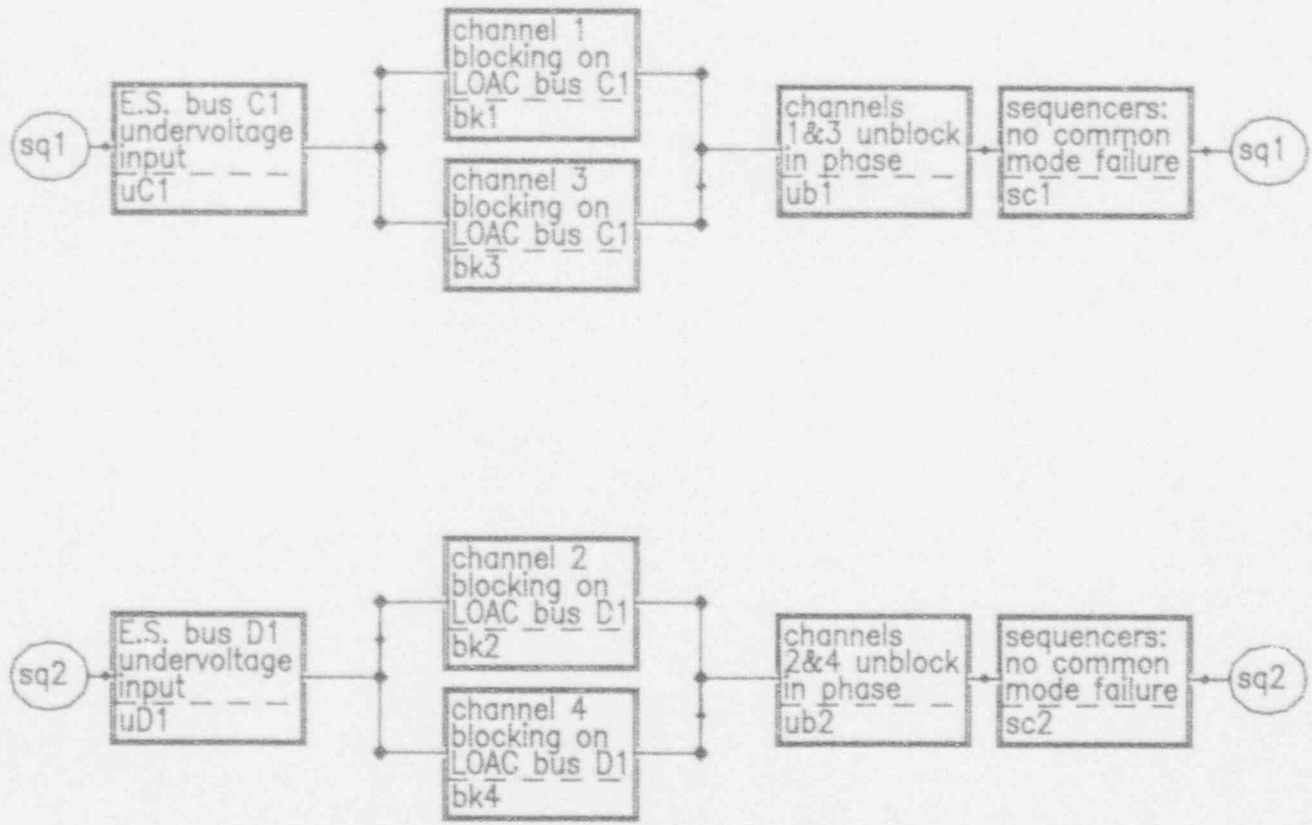 sq1
E.S. bus C1
undervoltage
input
uC1
channel 1
blocking on
LOAC bus C1
bk1
channel 3
blocking on
LOAC bus C1
bk3
channels
1&3 unblock
in phase
ub1
sequencers:
no common
mode failure
sc1
sq1
sq2
E.S. bus D1
undervoltage
input
uD1
channel 2
blocking on
LOAC bus D1
bk2
channel 4
blocking on
LOAC bus D1
bk4
channels
2&4 unblock
in phase
ub2
sequencers:
no common
mode failure
sc2
sq2